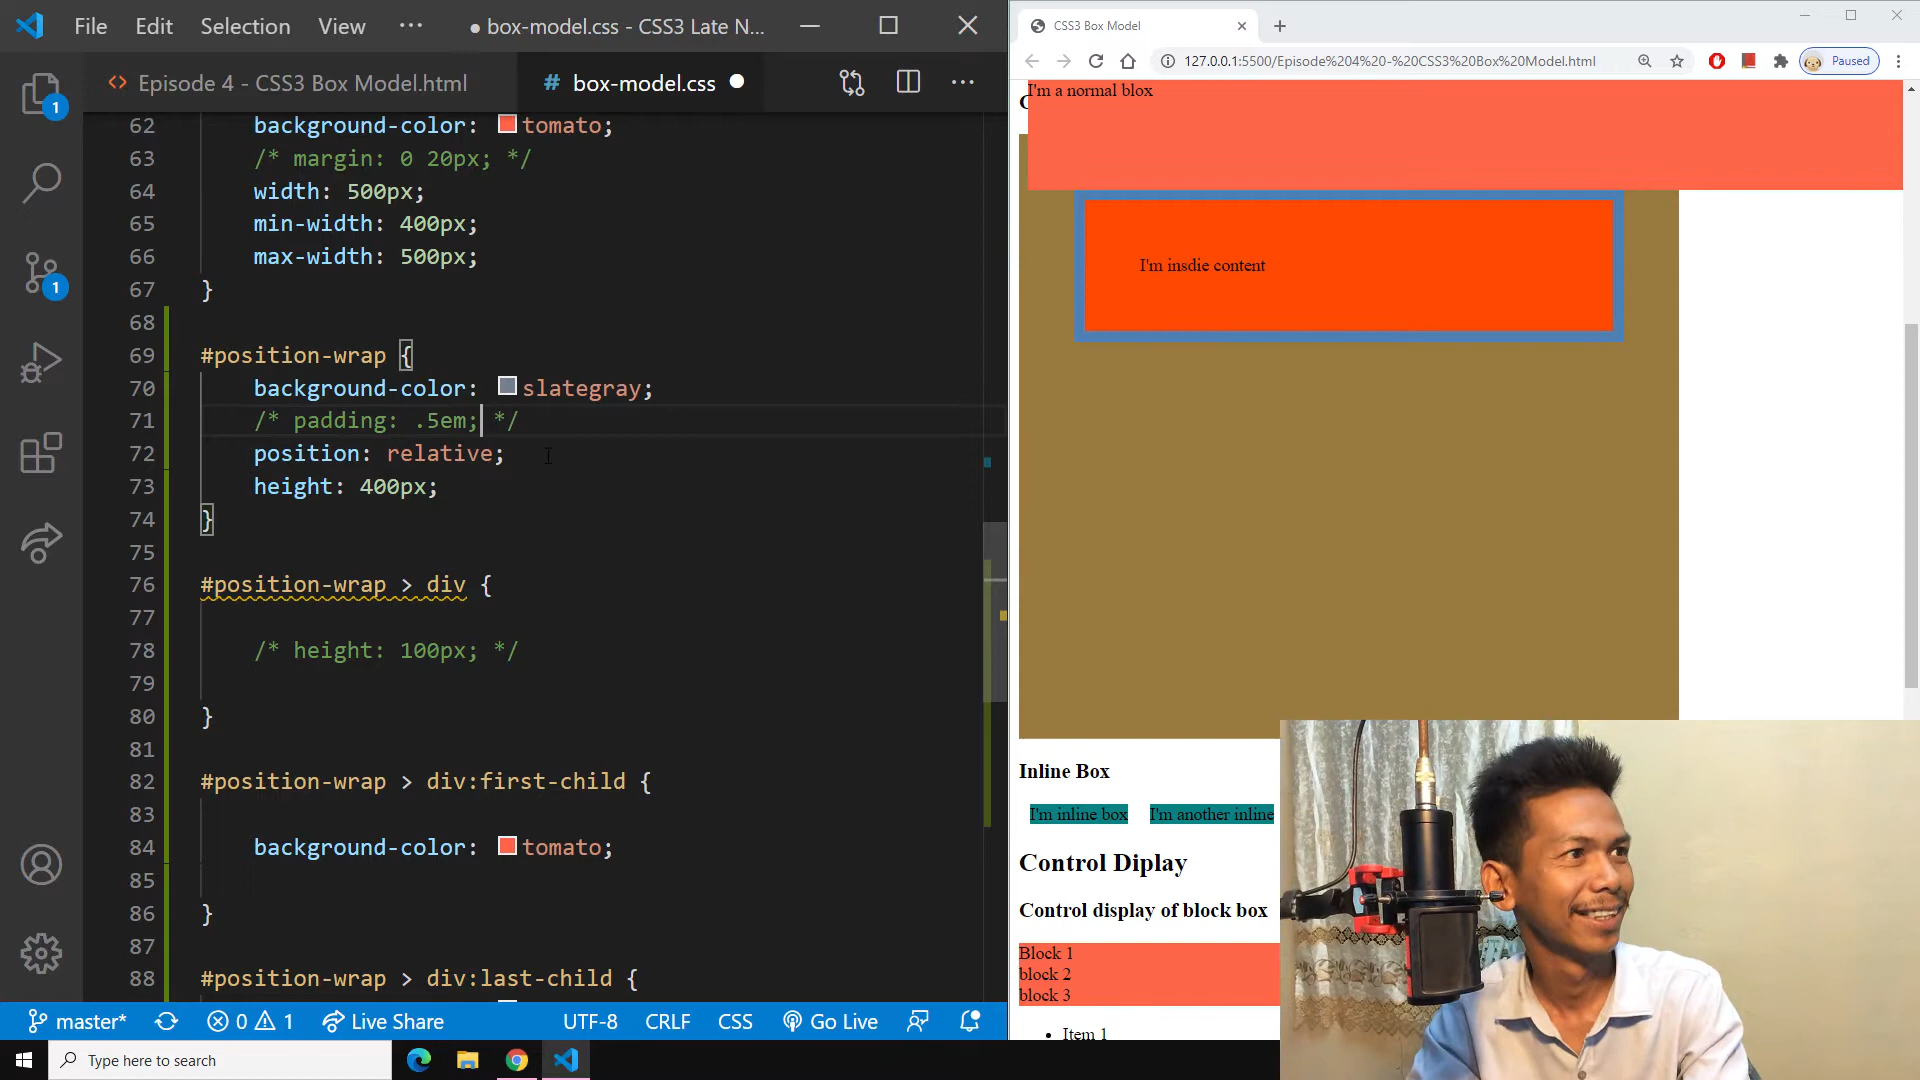 File Edit Selection View ··· ● box-model.css - CSS3 Late N...
<> Episode 4 - CSS3 Box Model.html
# box-model.css ●
62 background-color: tomato;
63 /* margin: 0 20px; */
64 width: 500px;
65 min-width: 400px;
66 max-width: 500px;
67 }
68
69 #position-wrap {
70 background-color: slategray;
71 /* padding: .5em; */
72 position: relative;
73 height: 400px;
74 }
75
76 #position-wrap > div {
77
78 /* height: 100px; */
79
80 }
81
82 #position-wrap > div:first-child {
83
84 background-color: tomato;
85
86 }
87
88 #position-wrap > div:last-child {
1
1
master* 0 1 Live Share UTF-8 CRLF CSS Go Live
Type here to search
CSS3 Box Model
127.0.0.1:5500/Episode%204%20-%20CSS3%20Box%20Model.html
Paused
I'm a normal blox
I'm insdie content
Inline Box
I'm inline box I'm another inline
Control Diplay
Control display of block box
Block 1
block 2
block 3
• Item 1